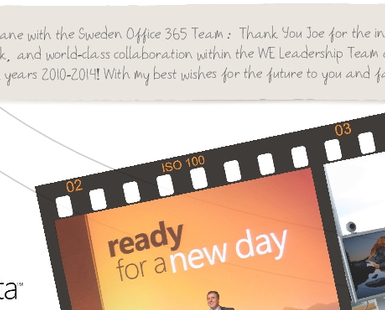 ane with the Sweden Office 365 Team : Thank You Joe for the in
k, and world-class collaboration within the WE Leadership Team
years 2010-2014! With my best wishes for the future to you and fa
03
ISO 100
02
ready
for a new day
ta™